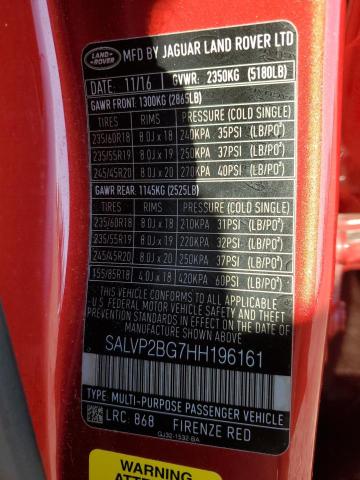 LAND ROVER
MFD BY JAGUAR LAND ROVER LTD
DATE: 11/16 GVWR: 2350KG (5180LB)
GAWR FRONT: 1300KG (2865LB)
TIRES RIMS PRESSURE (COLD SINGLE)
235/60R18 8.0J x 18 240KPA 35PSI (LB/PO²)
235/55R19 8.0J x 19 250KPA 37PSI (LB/PO²)
245/45R20 8.0J x 20 270KPA 40PSI (LB/PO²)
GAWR REAR: 1145KG (2525LB)
TIRES RIMS PRESSURE (COLD SINGLE)
235/60R18 8.0J x 18 210KPA 31PSI (LB/PO²)
235/55R19 8.0J x 19 220KPA 32PSI (LB/PO²)
245/45R20 8.0J x 20 250KPA 37PSI (LB/PO²)
155/85R18 4.0J x 18 420KPA 60PSI (LB/PO²)
THIS VEHICLE CONFORMS TO ALL APPLICABLE
FEDERAL MOTOR VEHICLE SAFETY AND THEFT
PREVENTION STANDARDS IN EFFECT ON THE DATE
OF MANUFACTURE SHOWN ABOVE.
SALVP2BG7HH196161
TYPE: MULTI-PURPOSE PASSENGER VEHICLE
LRC: 868 FIRENZE RED
GJ32-1532-BA
WARNING